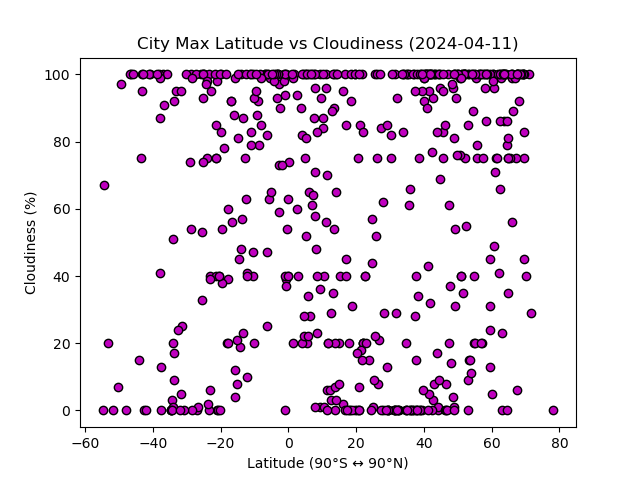 City Max Latitude vs Cloudiness (2024-04-11)
Cloudiness (%)
100
80
60
40
20
0
−60 −40 −20 0 20 40 60 80
Latitude (90°S ↔ 90°N)